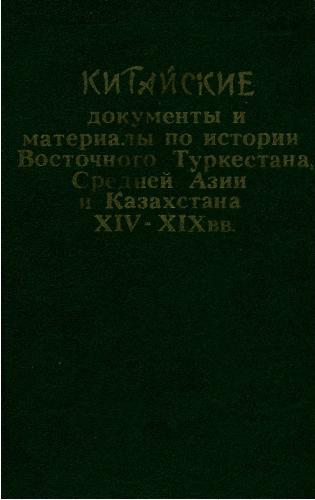 КИТАЙСКИЕ
документы и
материалы по истории
Восточного Туркестана,
Средней Азии
и Казахстана
XIV-XIXвв.